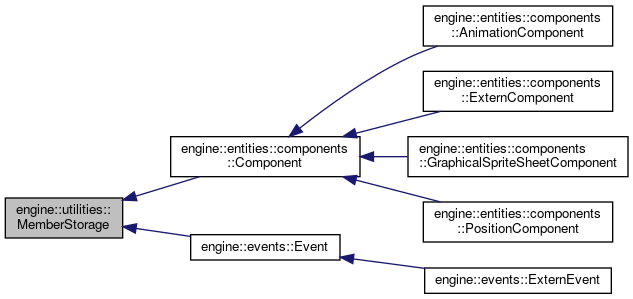 engine::entities::components
::AnimationComponent
engine::entities::components
::ExternComponent
engine::entities::components
::Component
engine::entities::components
::GraphicalSpriteSheetComponent
engine::utilities::
MemberStorage
engine::entities::components
::PositionComponent
engine::events::Event
engine::events::ExternEvent